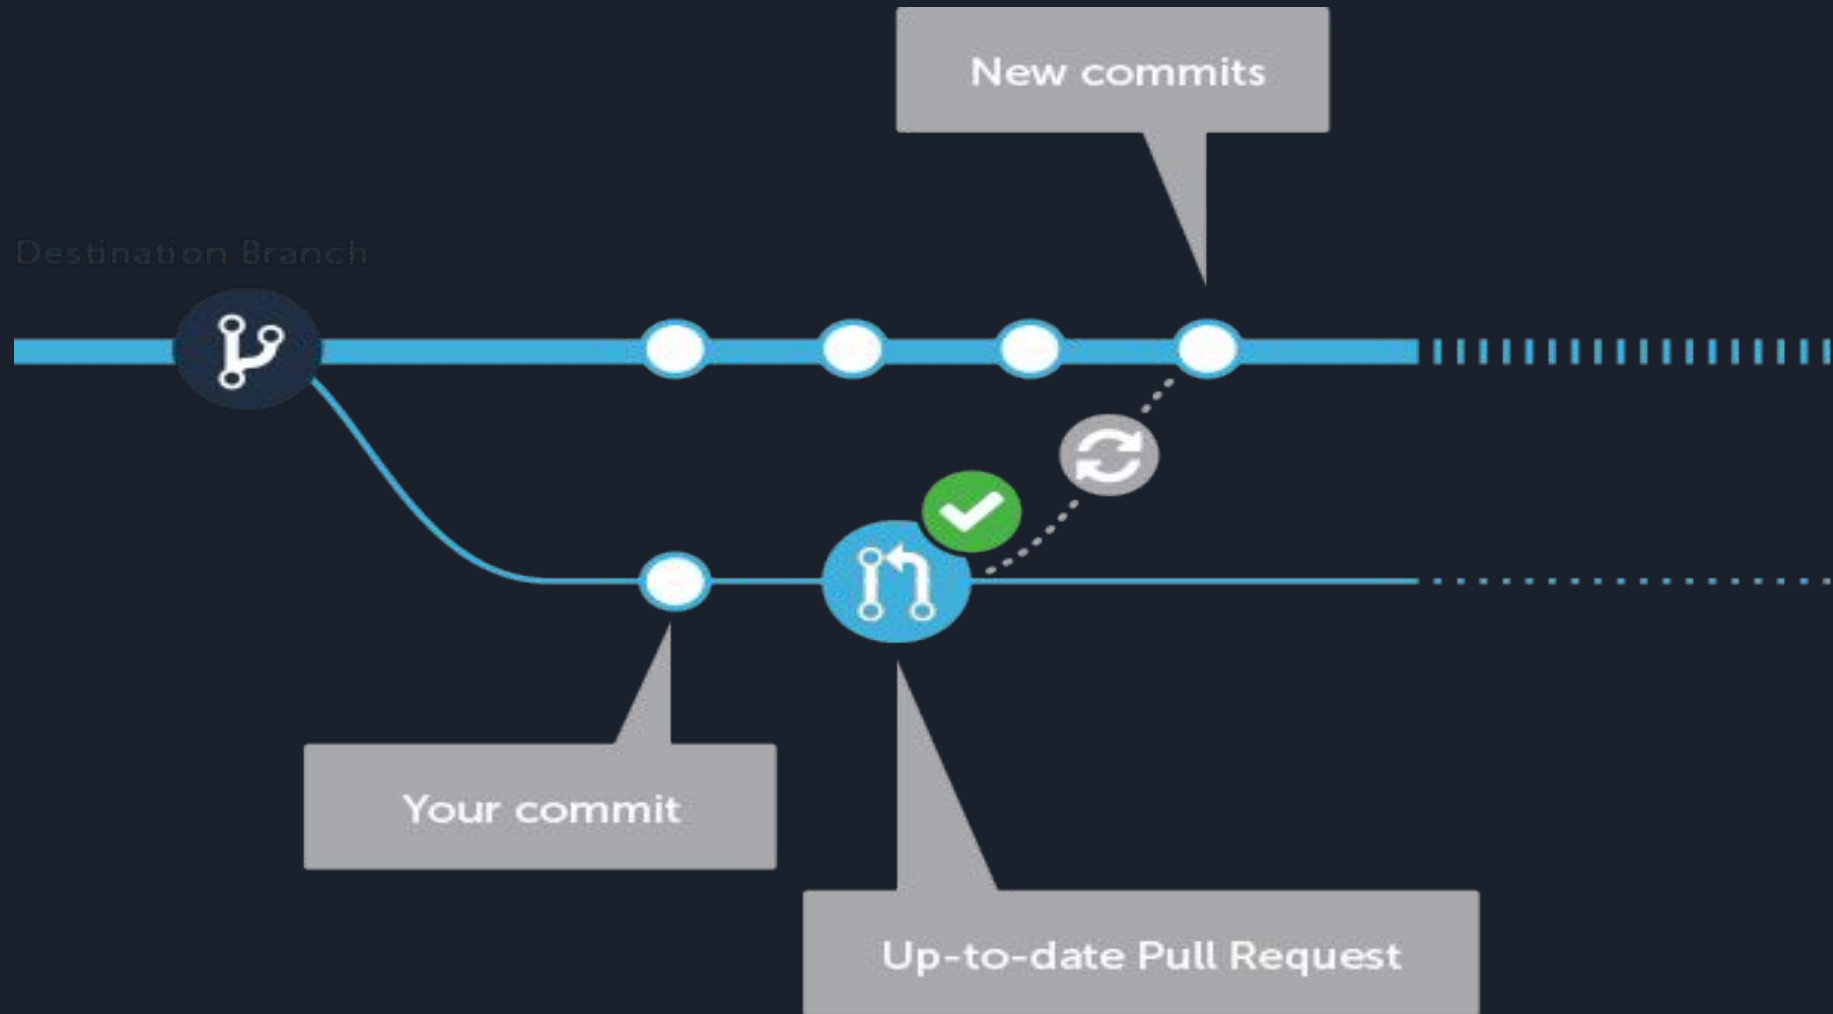 New commits
Destination Branch
Your commit
Up-to-date Pull Request